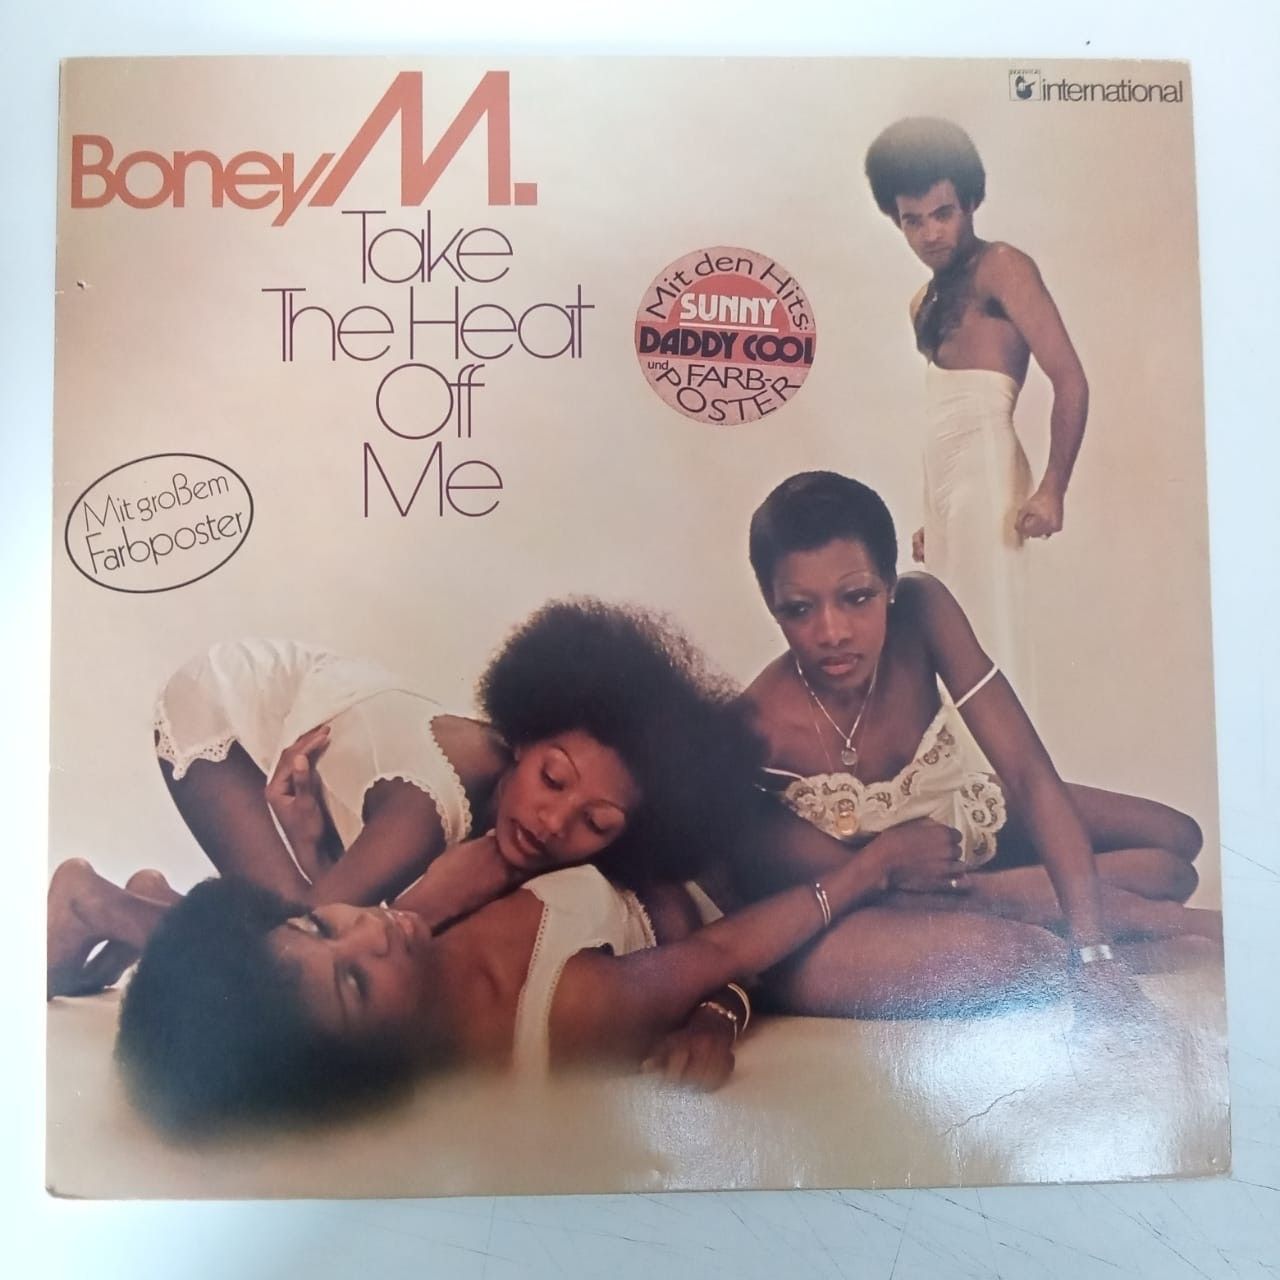 Boney M.
international
Take
The Heat
Off
Me
Mit den Hits:
SUNNY
DADDY COOL
und FARB-
POSTER
Mit großem
Farbposter